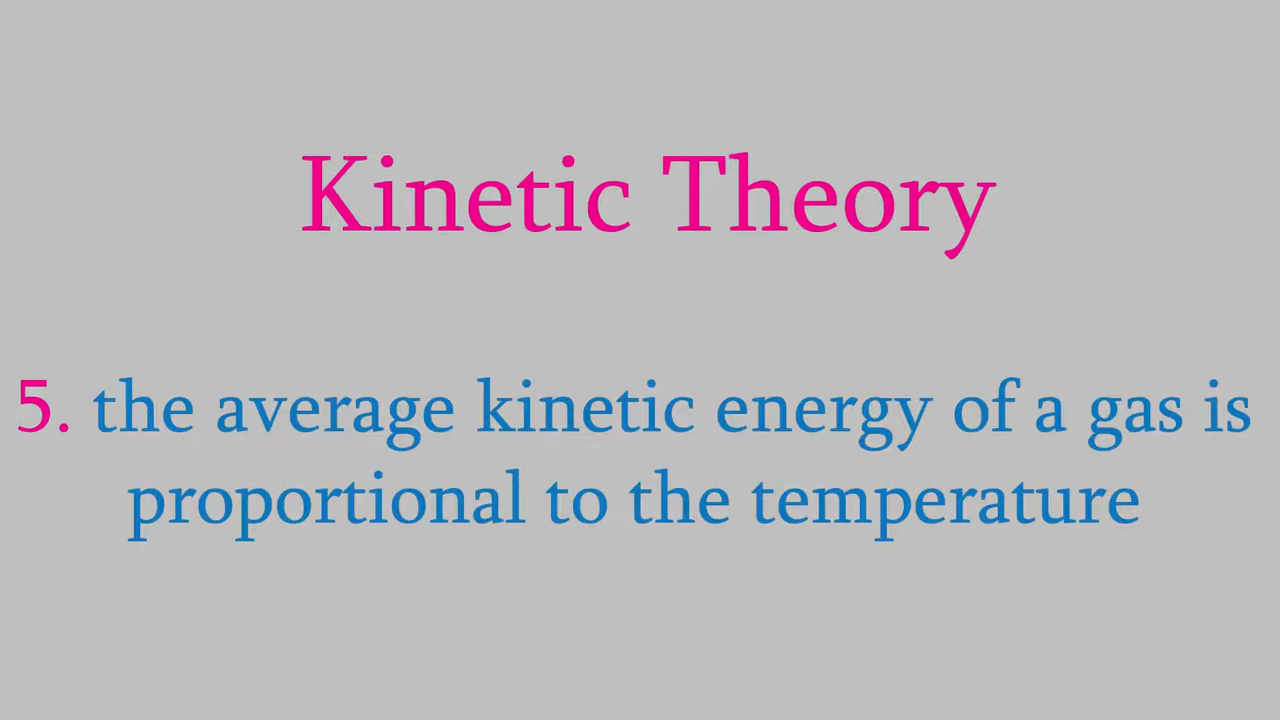 Kinetic Theory
5. the average kinetic energy of a gas is
proportional to the temperature